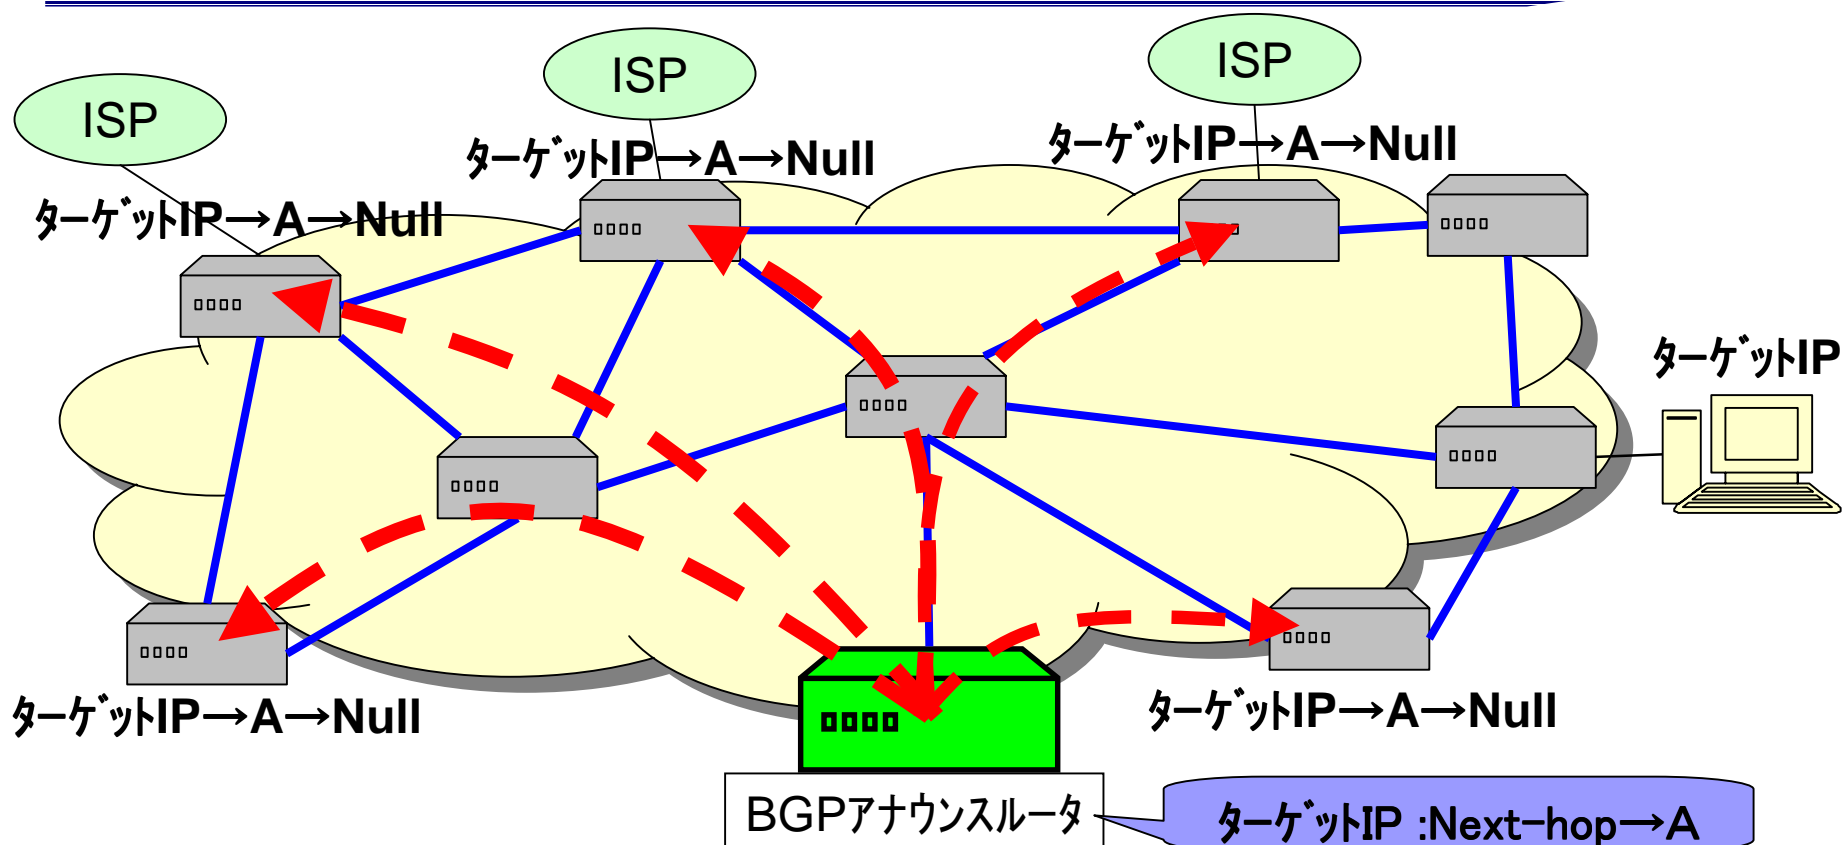 ISP
ISP
ISP
ﾀｰｹﾞｯﾄIP→A→Null
ﾀｰｹﾞｯﾄIP→A→Null
ﾀｰｹﾞｯﾄIP→A→Null
ﾀｰｹﾞｯﾄIP
ﾀｰｹﾞｯﾄIP→A→Null
ﾀｰｹﾞｯﾄIP→A→Null
BGPｱﾅｳﾝｽﾙｰﾀ
ﾀｰｹﾞｯﾄIP :Next-hop→A